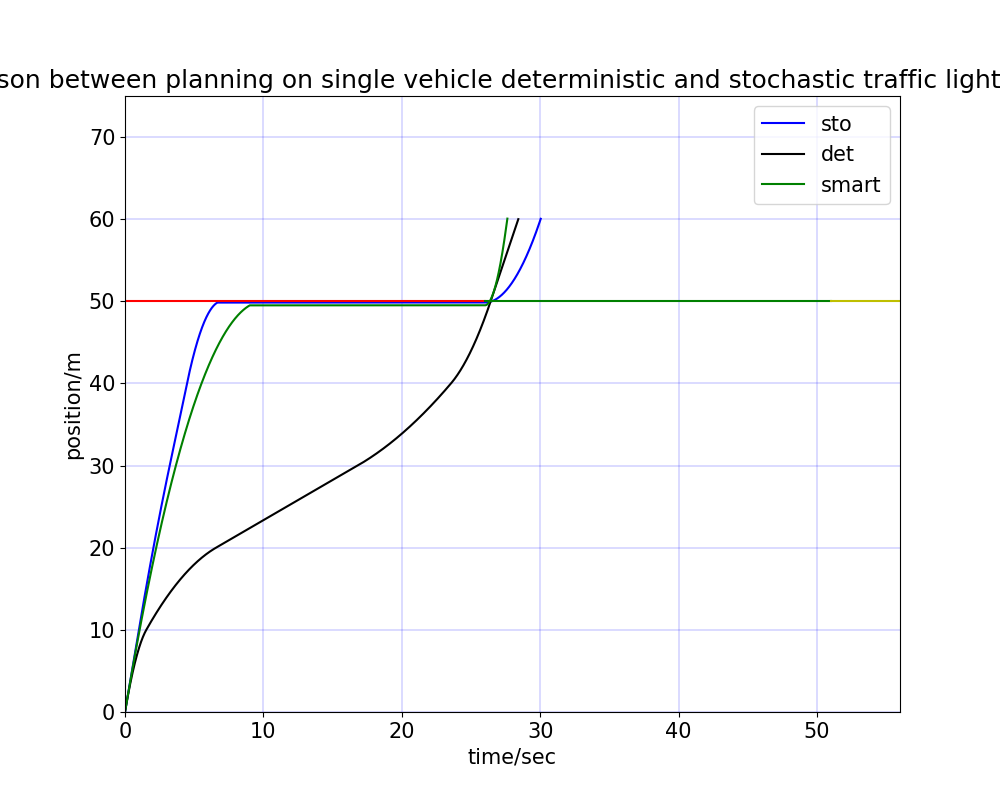 son between planning on single vehicle deterministic and stochastic traffic light
sto
det
smart
70
60
50
40
30
20
10
0
position/m
0 10 20 30 40 50
time/sec